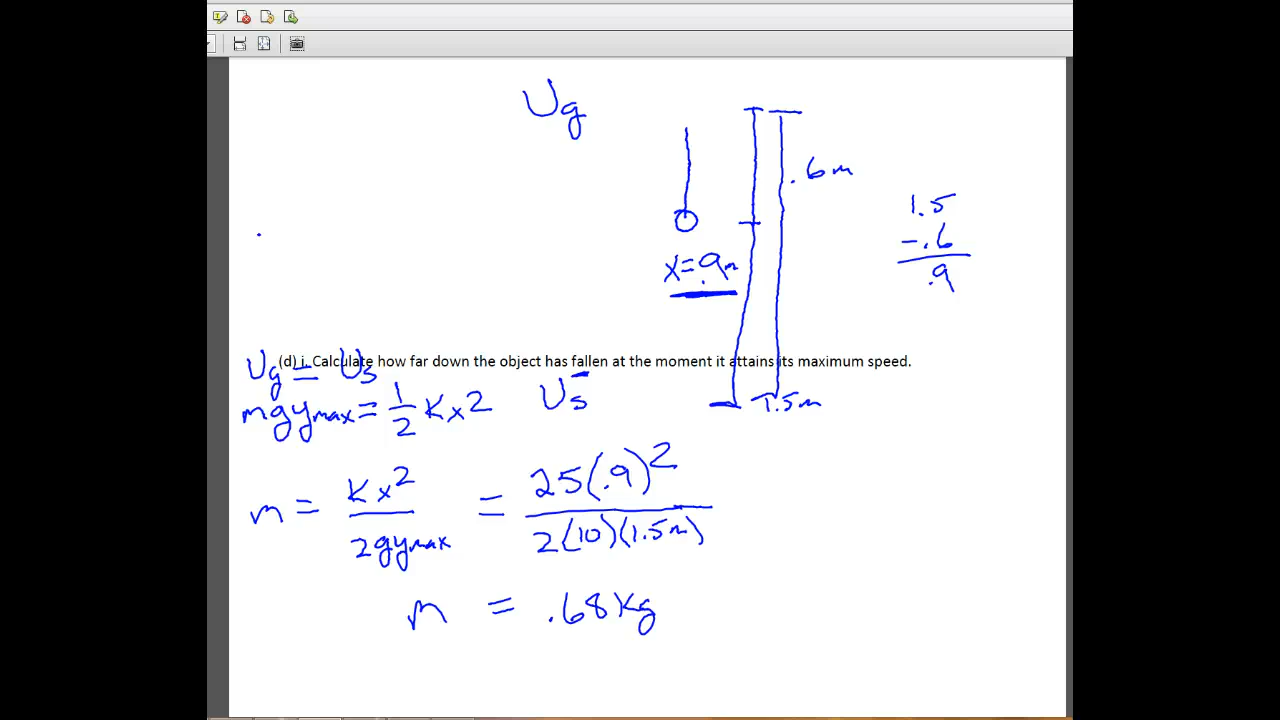 Ug
.6m
1.5
-.6
.9
x=.9m
(d) i. Calculate how far down the object has fallen at the moment it attains its maximum speed.
Ug = Us
mgymax = 1/2 Kx2
Us
1.5m
m = Kx²/2gymax = 25(.9)²/2(10)(1.5m)
m = .68kg